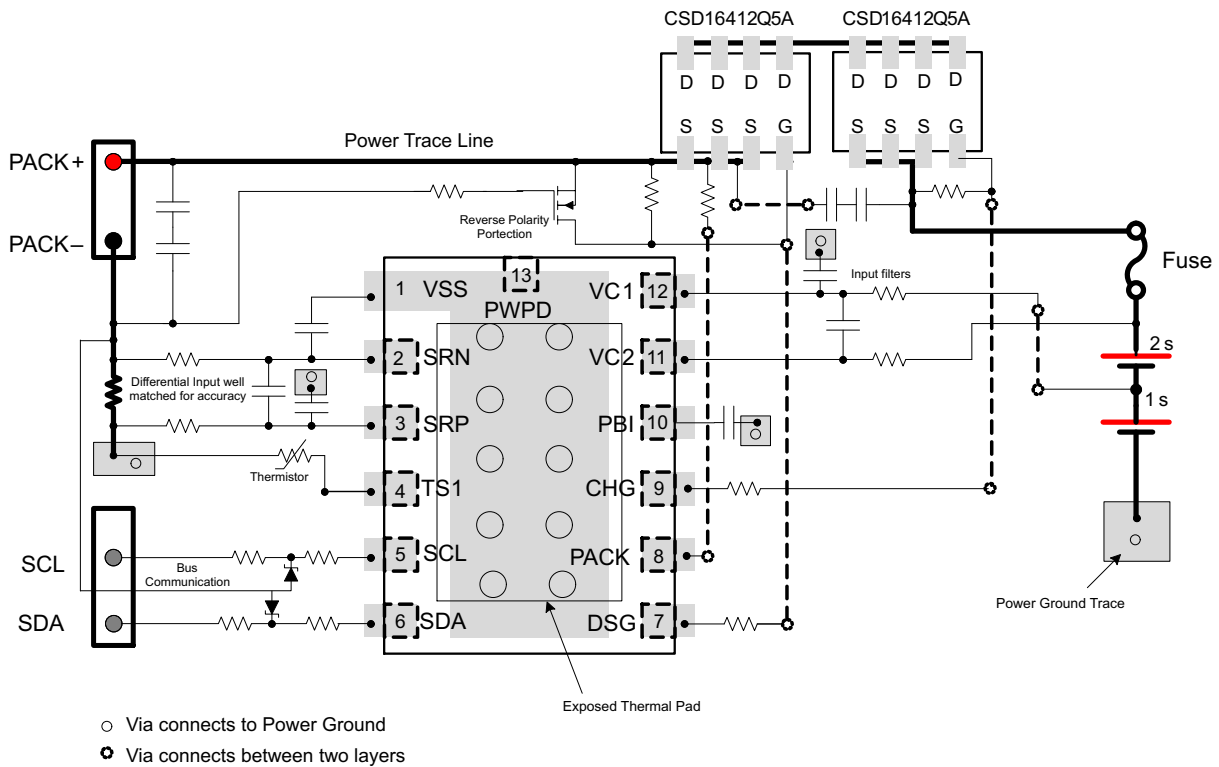 CSD16412Q5A CSD16412Q5A
D D D D D D D D
S S S G S S S G
Power Trace Line
PACK+
PACK–
Reverse Polarity
Portection
Fuse
Input filters
1 VSS
13
PWPD
VC1 12
2 SRN
VC2 11
2 s
1 s
Differential Input well
matched for accuracy
3 SRP
PBI 10
Thermistor
4 TS1
CHG 9
SCL
Bus
Communication
5 SCL
PACK 8
SDA
6 SDA
DSG 7
Power Ground Trace
Exposed Thermal Pad
Via connects to Power Ground
Via connects between two layers